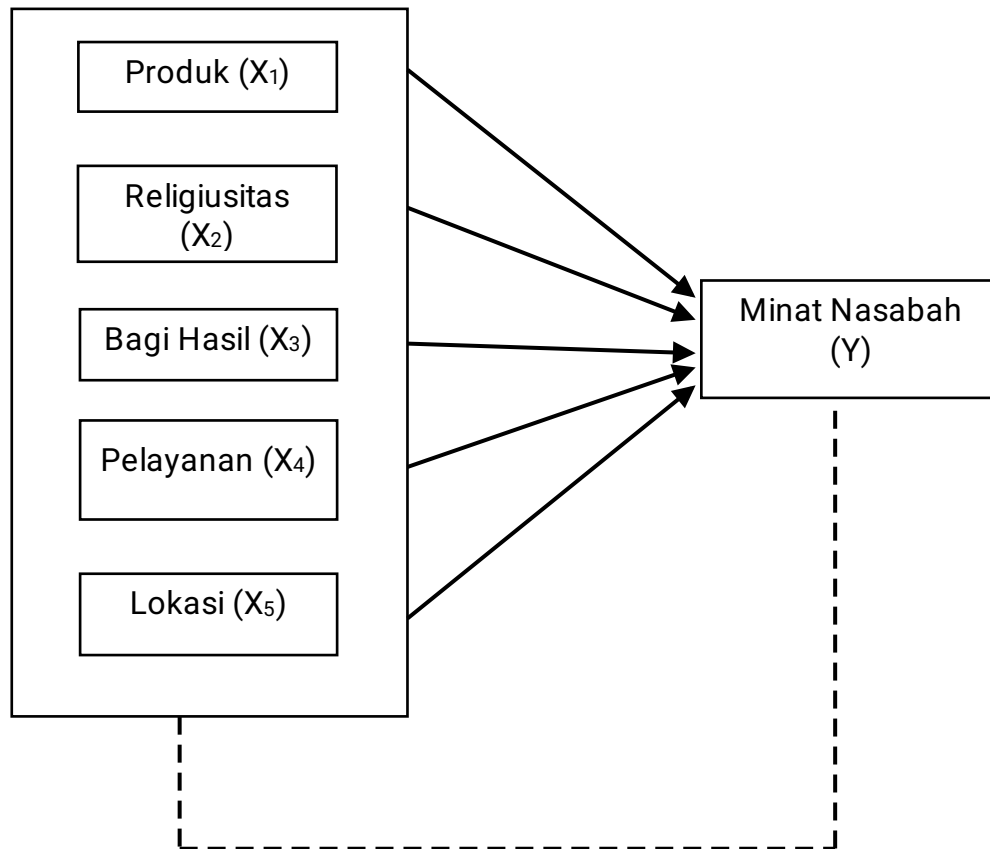 Produk (X₁)
Religiusitas
(X₂)
Bagi Hasil (X₃)
Pelayanan (X₄)
Lokasi (X₅)
Minat Nasabah
(Y)